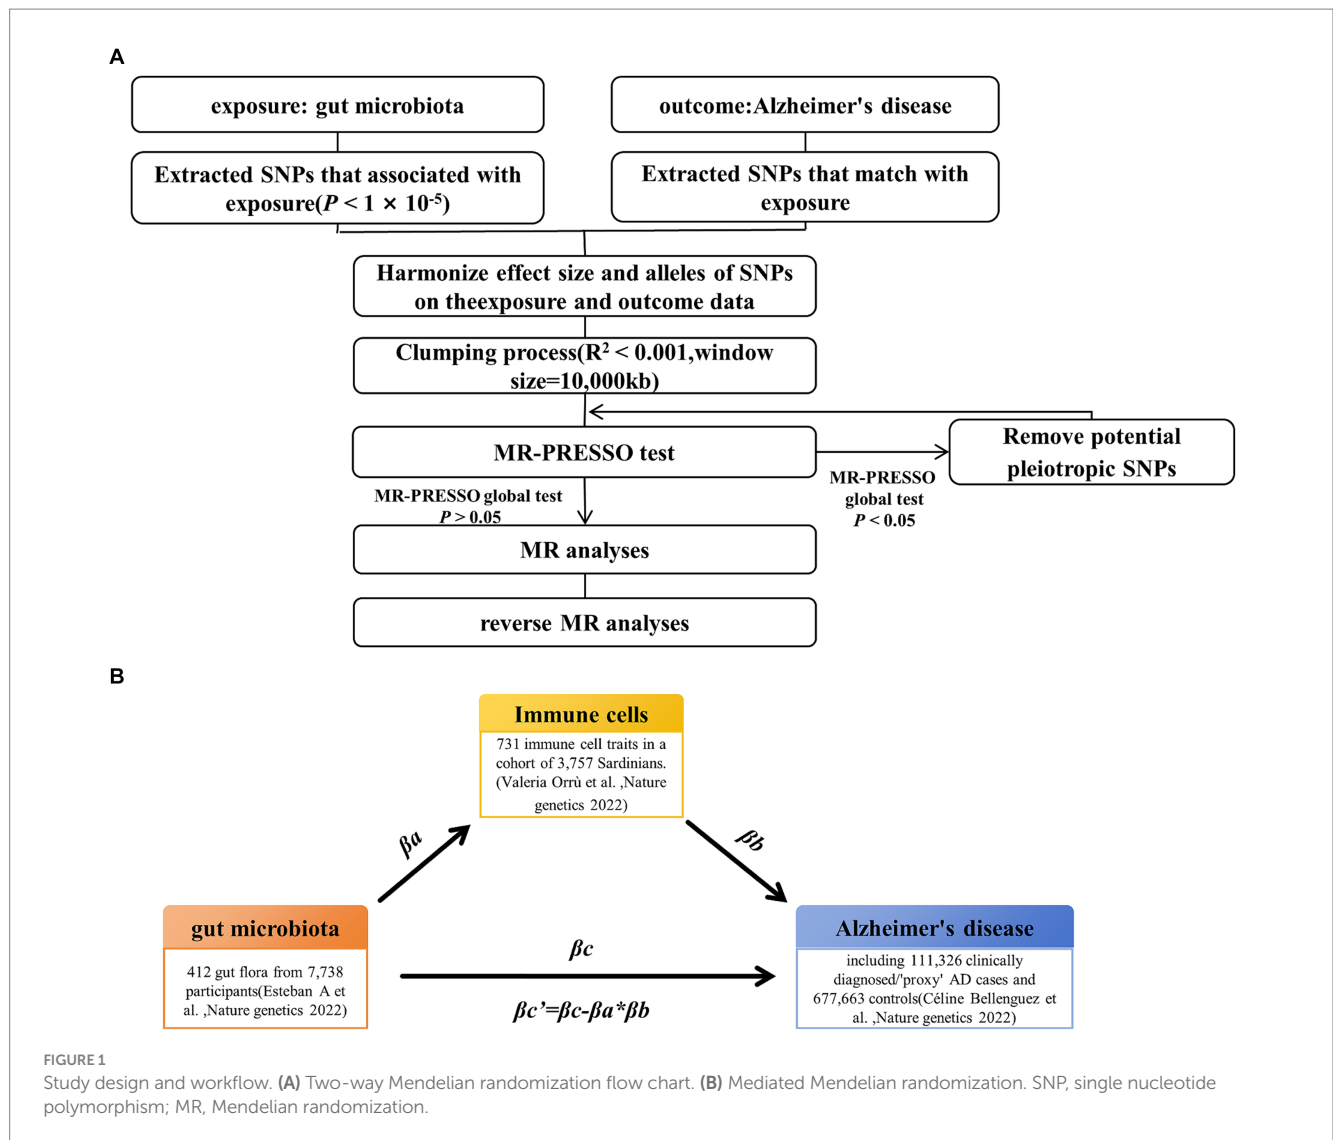 A
exposure: gut microbiota
outcome:Alzheimer's disease
Extracted SNPs that associated with
exposure(P < 1 × 10-5)
Extracted SNPs that match with
exposure
Harmonize effect size and alleles of SNPs
on theexposure and outcome data
Clumping process(R2 < 0.001,window
size=10,000kb)
MR-PRESSO test
Remove potential
pleiotropic SNPs
MR-PRESSO global test
P > 0.05
MR-PRESSO
global test
P < 0.05
MR analyses
reverse MR analyses
B
Immune cells
731 immune cell traits in a
cohort of 3,757 Sardinians.
(Valeria Orrù et al. ,Nature
genetics 2022)
βa
βb
gut microbiota
412 gut flora from 7,738
participants(Esteban A et
al. ,Nature genetics 2022)
βc
βc’=βc-βa*βb
Alzheimer's disease
including 111,326 clinically
diagnosed/'proxy' AD cases and
677,663 controls(Céline Bellenguez et
al. ,Nature genetics 2022)
FIGURE 1
Study design and workflow. (A) Two-way Mendelian randomization flow chart. (B) Mediated Mendelian randomization. SNP, single nucleotide
polymorphism; MR, Mendelian randomization.